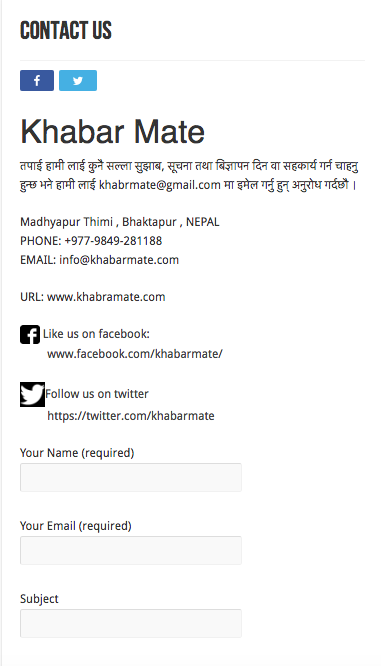 CONTACT US
Khabar Mate
तपाई हामी लाई कुनै सल्ला सुझाब, सूचना तथा बिज्ञापन दिन वा सहकार्य गर्न चाहनु
हुन्छ भने हामी लाई khabrmate@gmail.com मा इमेल गर्नु हुन् अनुरोध गर्दछौ ।
Madhyapur Thimi , Bhaktapur , NEPAL
PHONE: +977-9849-281188
EMAIL: info@khabarmate.com
URL: www.khabramate.com
Like us on facebook:
www.facebook.com/khabarmate/
Follow us on twitter
https://twitter.com/khabarmate
Your Name (required)
Your Email (required)
Subject